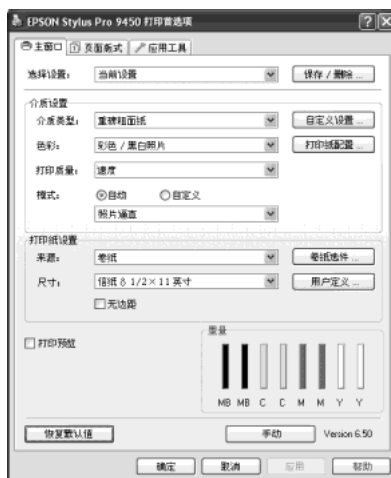 EPSON Stylus Pro 9450 打印首选项
主窗口 页面版式 应用工具
选择设置： 当前设置 保存 / 删除 ...
介质设置
介质类型： 重磅粗面纸 自定义设置 ...
色彩： 彩色 / 黑白照片 打印纸配置 ...
打印质量： 速度
模式： 自动 自定义
照片逼真
打印纸设置
来源： 卷纸 卷纸选件 ...
尺寸： 信纸 8 1/2×11 英寸 用户定义 ...
无边距
打印预览
墨量
MB MB C C M M Y Y
恢复默认值 手动 Version 6.50
确定 取消 应用 帮助